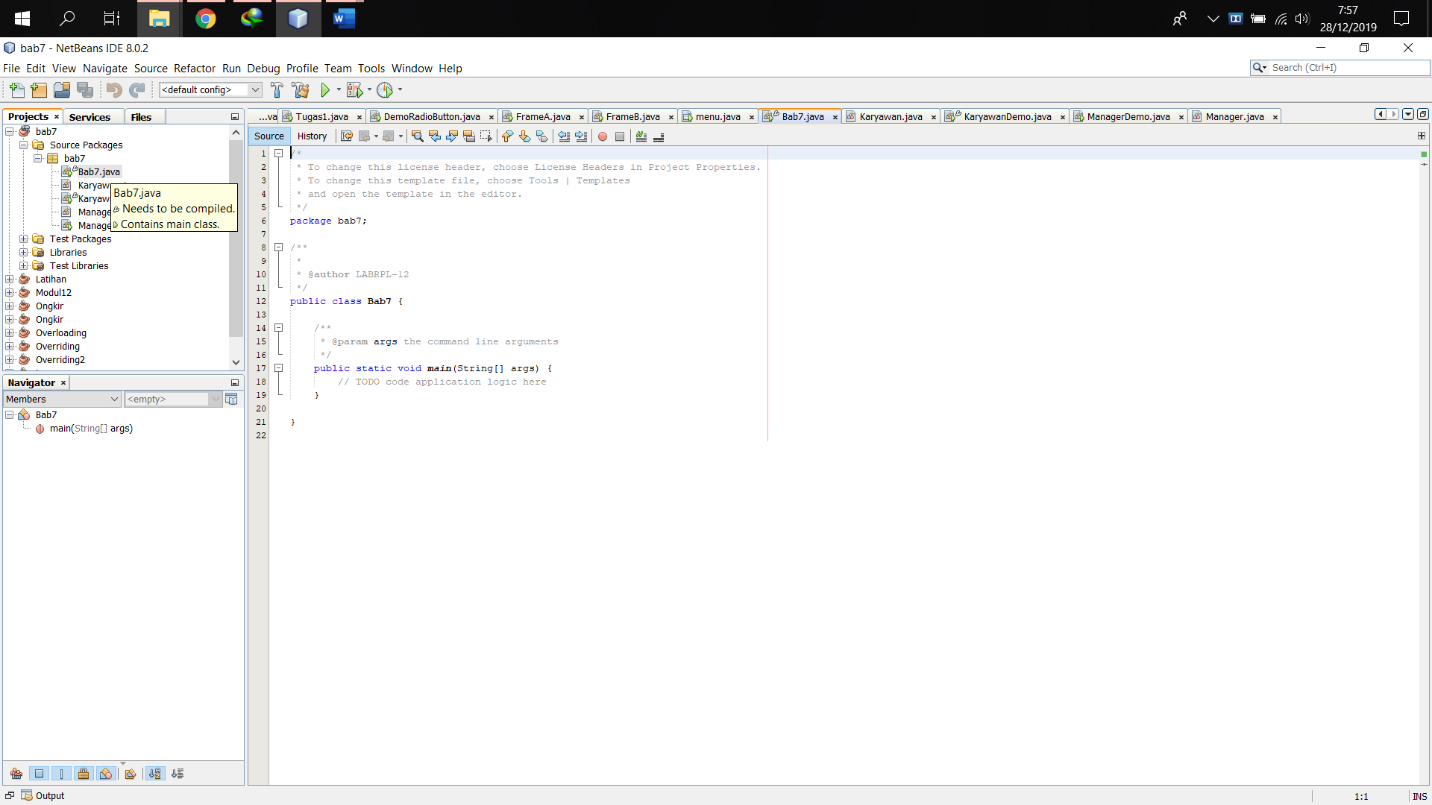 7:57
28/12/2019
bab7 - NetBeans IDE 8.0.2
File Edit View Navigate Source Refactor Run Debug Profile Team Tools Window Help
Search (Ctrl+I)
<default config>
Projects Services Files
...va Tugas1.java DemoRadioButton.java FrameA.java FrameB.java menu.java Bab7.java Karyawan.java KaryawanDemo.java ManagerDemo.java Manager.java
Source History
bab7
Source Packages
bab7
Bab7.java
Karyaw
Karyaw
Manage
Manage
Bab7.java
Needs to be compiled.
Contains main class.
Test Packages
Libraries
Test Libraries
Latihan
Modul12
Ongkir
Ongkir
Overloading
Overriding
Overriding2
Navigator
Members <empty>
Bab7
main(String[] args)
1 /*
2 * To change this license header, choose License Headers in Project Properties.
3 * To change this template file, choose Tools | Templates
4 * and open the template in the editor.
5 */
6 package bab7;
7
8 /**
9 *
10 * @author LABRPL-12
11 */
12 public class Bab7 {
13
14 /**
15 * @param args the command line arguments
16 */
17 public static void main(String[] args) {
18 // TODO code application logic here
19 }
20
21 }
22
Output
1:1 INS